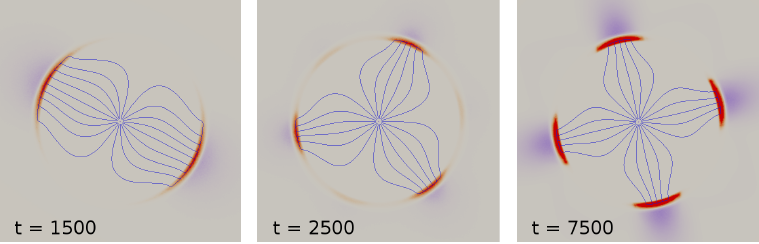 t = 1500
t = 2500
t = 7500